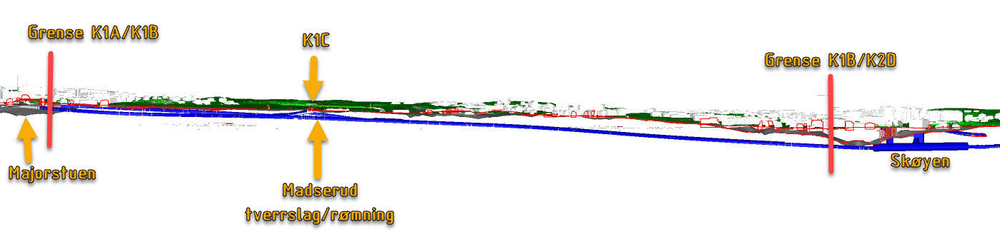 Grense K1A/K1B
K1C
Grense K1B/K2D
Majorstuen
Madserud
tverrslag/rømning
Skøyen